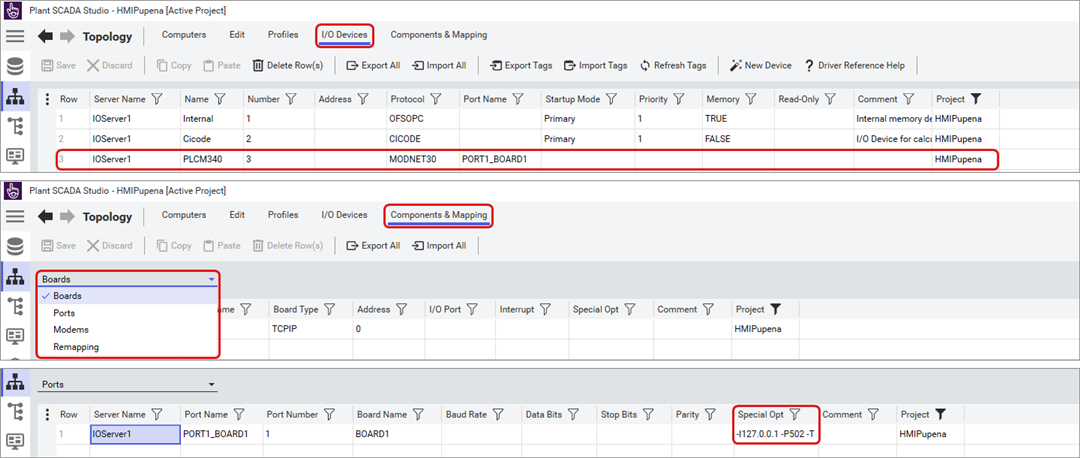 Plant SCADA Studio - HMIPupena [Active Project]
Topology Computers Edit Profiles I/O Devices Components & Mapping
Save Discard Copy Paste Delete Row(s) Export All Import All Export Tags Import Tags Refresh Tags New Device ? Driver Reference Help
Row Server Name Name Number Address Protocol Port Name Startup Mode Priority Memory Read-Only Comment Project
1 IOServer1 Internal 1 OFSOPC Primary 1 TRUE Internal memory de HMIPupena
2 IOServer1 Cicode 2 CICODE Primary 1 FALSE I/O Device for calcu HMIPupena
3 IOServer1 PLCM340 3 MODNET30 PORT1_BOARD1 HMIPupena
Plant SCADA Studio - HMIPupena [Active Project]
Topology Computers Edit Profiles I/O Devices Components & Mapping
Save Discard Copy Paste Delete Row(s) Export All Import All
Boards
Boards
Ports
Modems
Remapping
ame Board Type Address I/O Port Interrupt Special Opt Comment Project
TCPIP 0 HMIPupena
Ports
Row Server Name Port Name Port Number Board Name Baud Rate Data Bits Stop Bits Parity Special Opt Comment Project
1 IOServer1 PORT1_BOARD1 1 BOARD1 -I127.0.0.1 -P502 -T HMIPupena